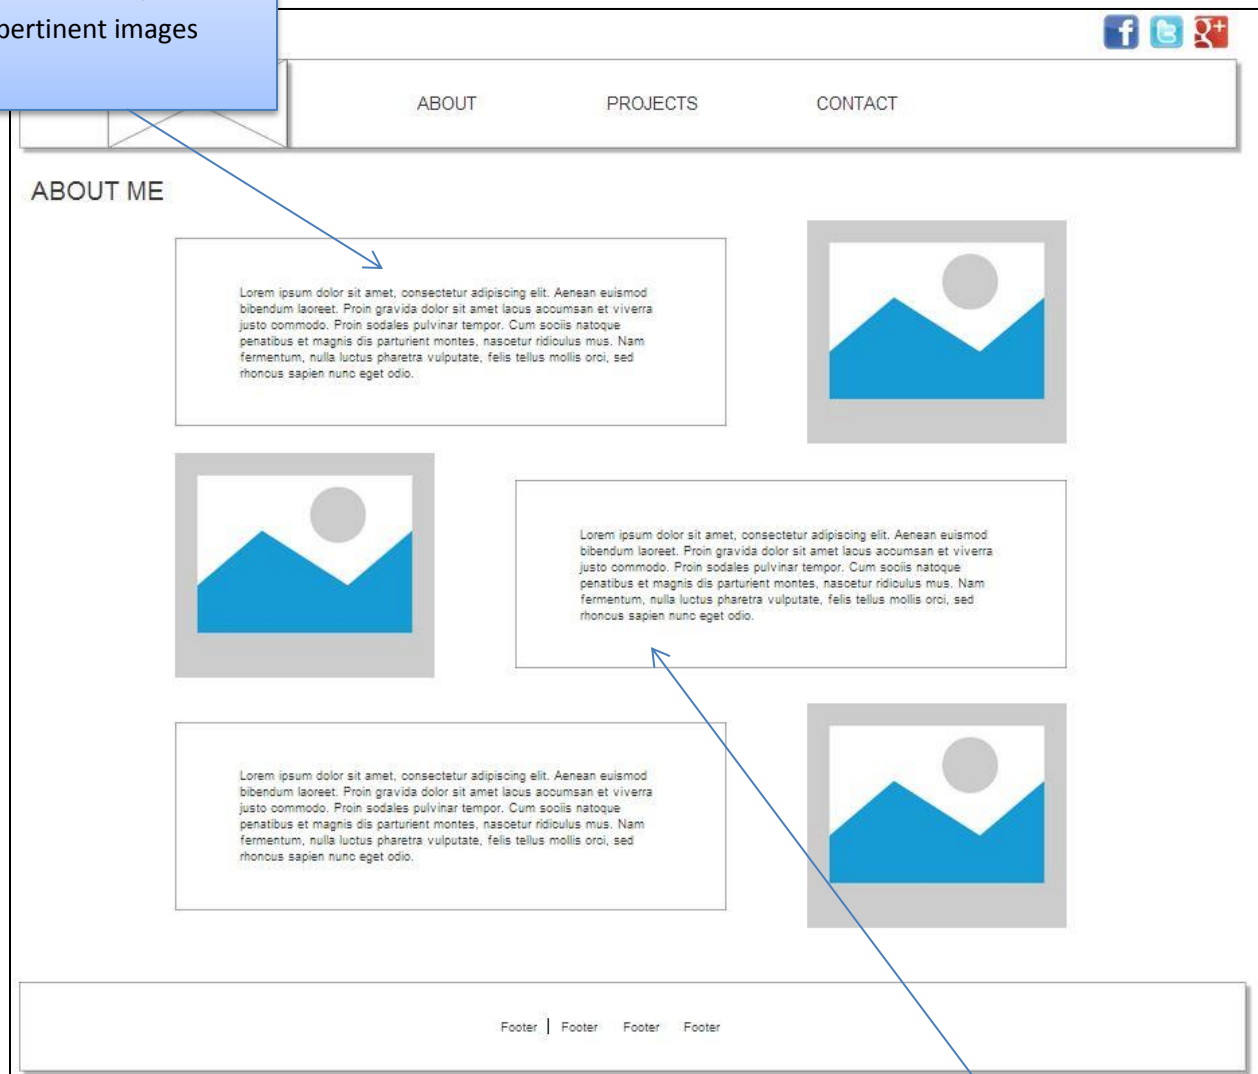 pertinent images
f t g+
ABOUT PROJECTS CONTACT
ABOUT ME
Lorem ipsum dolor sit amet, consectetur adipiscing elit. Aenean euismod
bibendum laoreet. Proin gravida dolor sit amet lacus accumsan et viverra
justo commodo. Proin sodales pulvinar tempor. Cum sociis natoque
penatibus et magnis dis parturient montes, nascetur ridiculus mus. Nam
fermentum, nulla luctus pharetra vulputate, felis tellus mollis orci, sed
rhoncus sapien nunc eget odio.
Lorem ipsum dolor sit amet, consectetur adipiscing elit. Aenean euismod
bibendum laoreet. Proin gravida dolor sit amet lacus accumsan et viverra
justo commodo. Proin sodales pulvinar tempor. Cum sociis natoque
penatibus et magnis dis parturient montes, nascetur ridiculus mus. Nam
fermentum, nulla luctus pharetra vulputate, felis tellus mollis orci, sed
rhoncus sapien nunc eget odio.
Lorem ipsum dolor sit amet, consectetur adipiscing elit. Aenean euismod
bibendum laoreet. Proin gravida dolor sit amet lacus accumsan et viverra
justo commodo. Proin sodales pulvinar tempor. Cum sociis natoque
penatibus et magnis dis parturient montes, nascetur ridiculus mus. Nam
fermentum, nulla luctus pharetra vulputate, felis tellus mollis orci, sed
rhoncus sapien nunc eget odio.
Footer | Footer Footer Footer